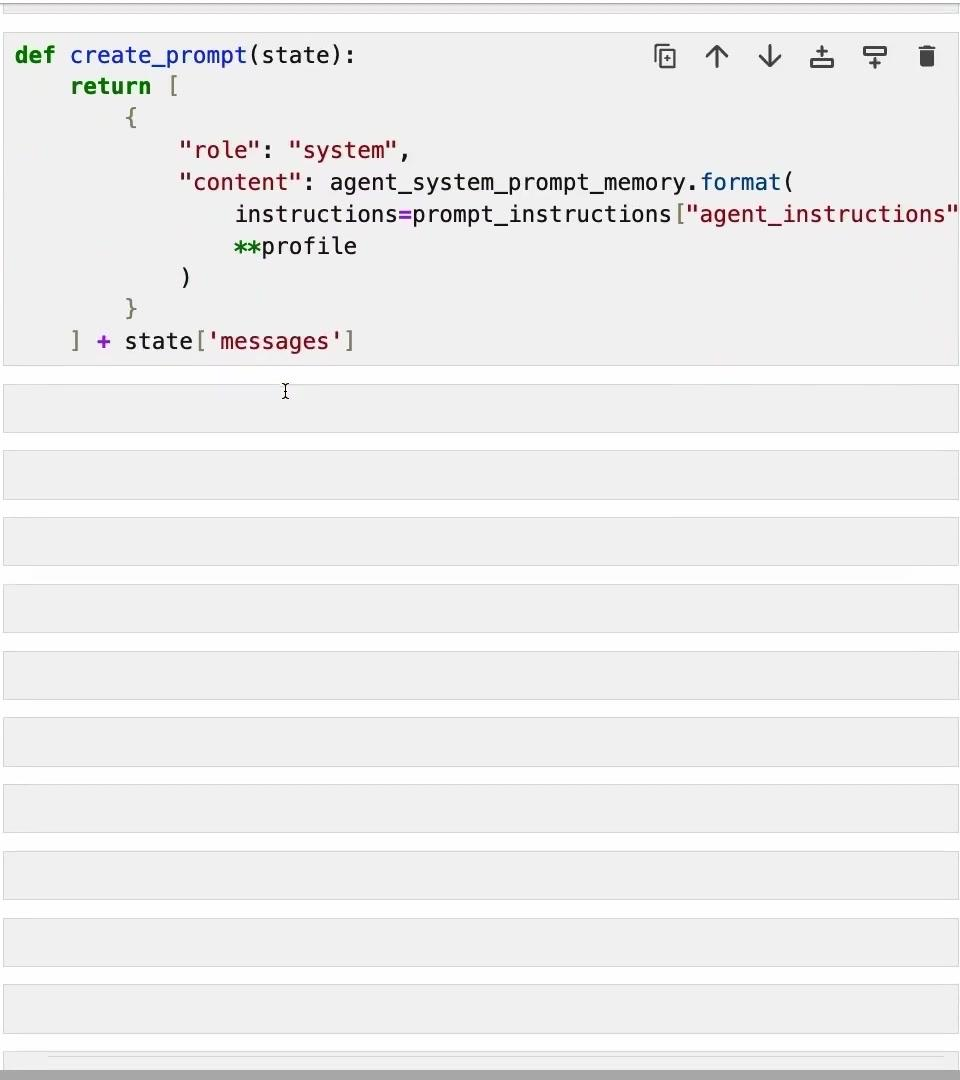 def create_prompt(state):
    return [
        {
            "role": "system",
            "content": agent_system_prompt_memory.format(
                instructions=prompt_instructions["agent_instructions"
                **profile
            )
        }
    ] + state['messages']